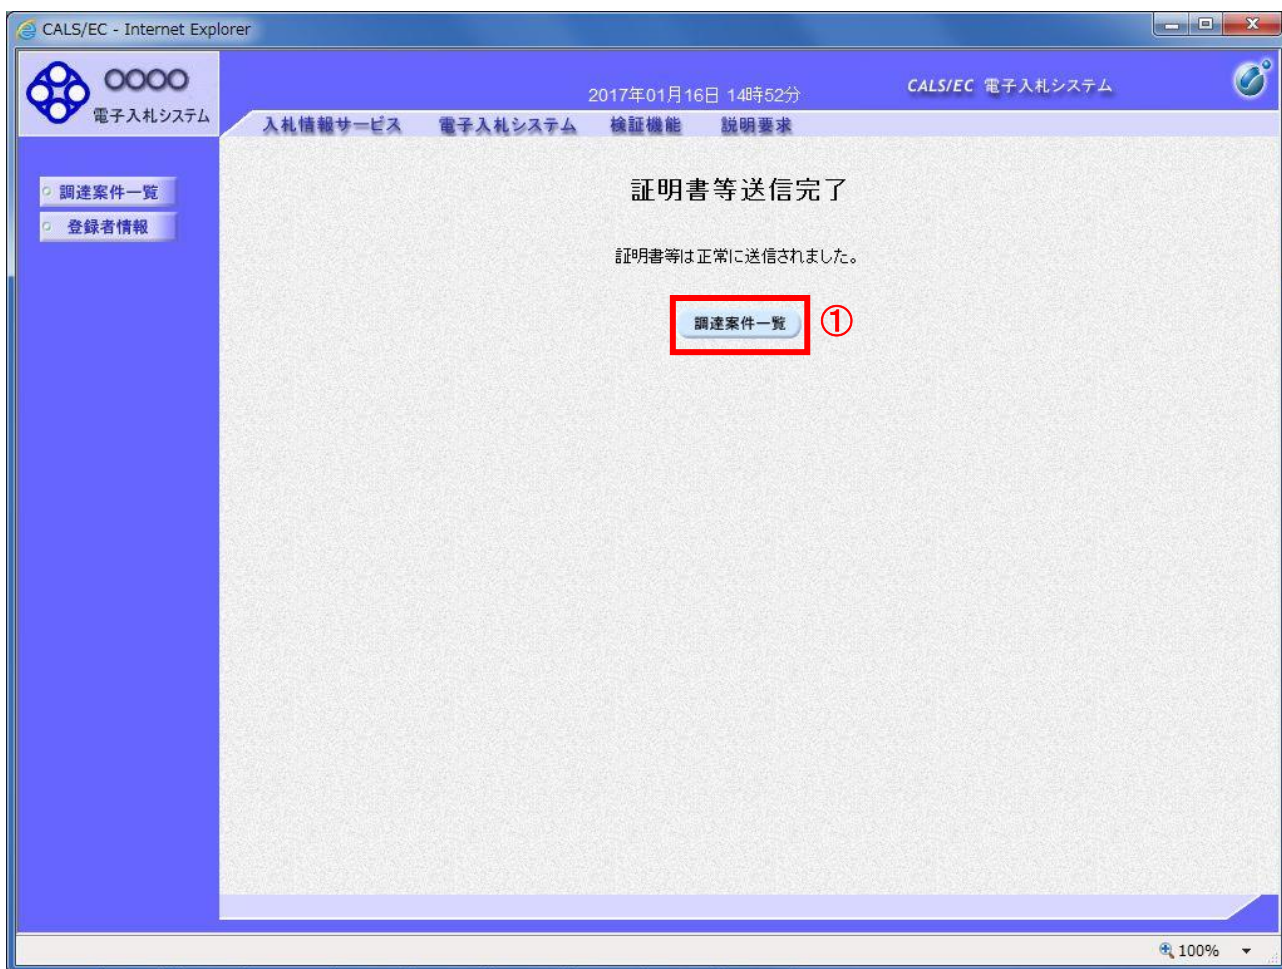 CALS/EC - Internet Explorer
〇〇〇〇
電子入札システム
2017年01月16日 14時52分
CALS/EC 電子入札システム
入札情報サービス 電子入札システム 検証機能 説明要求
調達案件一覧
登録者情報
証明書等送信完了
証明書等は正常に送信されました。
調達案件一覧 ①
100%